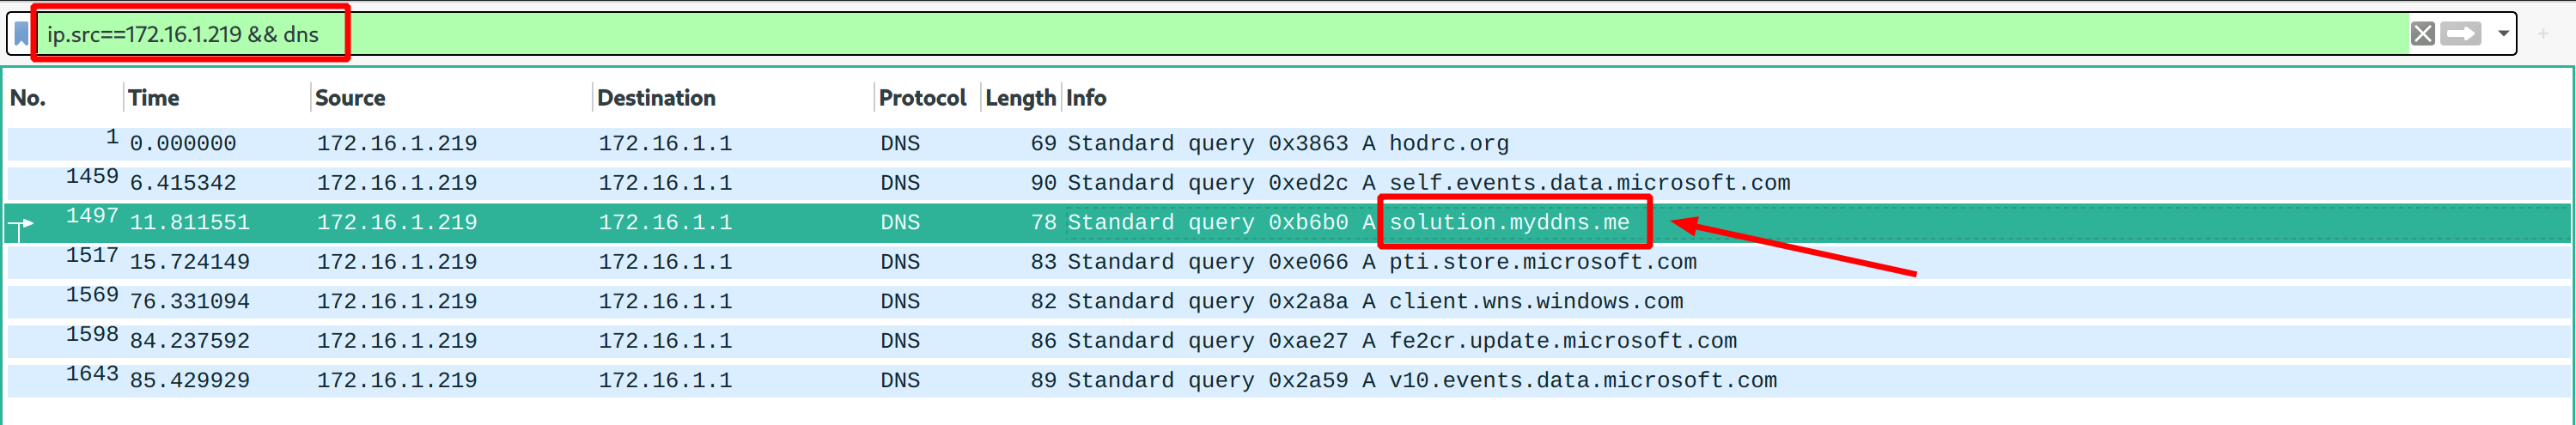 ip.src==172.16.1.219 && dns
No. Time Source Destination Protocol Length Info
1 0.000000 172.16.1.219 172.16.1.1 DNS 69 Standard query 0x3863 A hodrc.org
1459 6.415342 172.16.1.219 172.16.1.1 DNS 90 Standard query 0xed2c A self.events.data.microsoft.com
1497 11.811551 172.16.1.219 172.16.1.1 DNS 78 Standard query 0xb6b0 A solution.myddns.me
1517 15.724149 172.16.1.219 172.16.1.1 DNS 83 Standard query 0xe066 A pti.store.microsoft.com
1569 76.331094 172.16.1.219 172.16.1.1 DNS 82 Standard query 0x2a8a A client.wns.windows.com
1598 84.237592 172.16.1.219 172.16.1.1 DNS 86 Standard query 0xae27 A fe2cr.update.microsoft.com
1643 85.429929 172.16.1.219 172.16.1.1 DNS 89 Standard query 0x2a59 A v10.events.data.microsoft.com